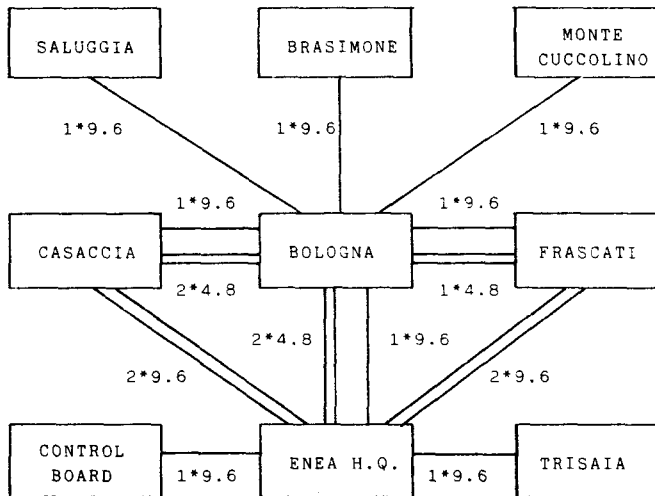 SALUGGIA
BRASIMONE
MONTE
CUCCOLINO
1*9.6
1*9.6
1*9.6
1*9.6
1*9.6
CASACCIA
BOLOGNA
FRASCATI
2*4.8
1*4.8
2*4.8
1*9.6
2*9.6
2*9.6
CONTROL
BOARD
1*9.6
ENEA H.Q.
1*9.6
TRISAIA